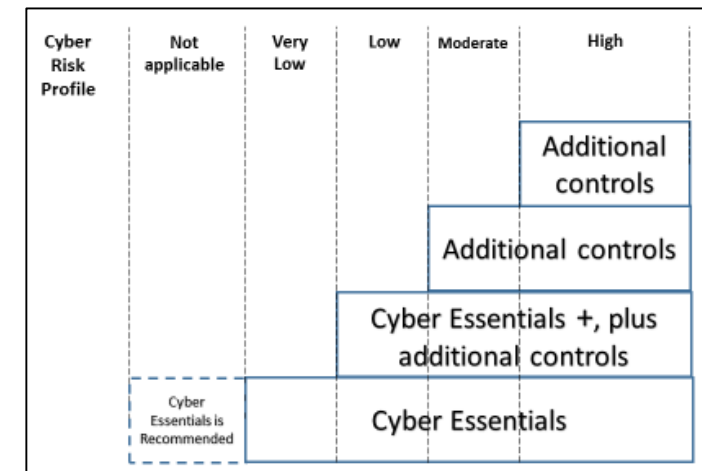 Cyber
Risk
Profile
Not
applicable
Very
Low
Low
Moderate
High
Additional
controls
Additional controls
Cyber Essentials +, plus
additional controls
Cyber
Essentials is
Recommended
Cyber Essentials